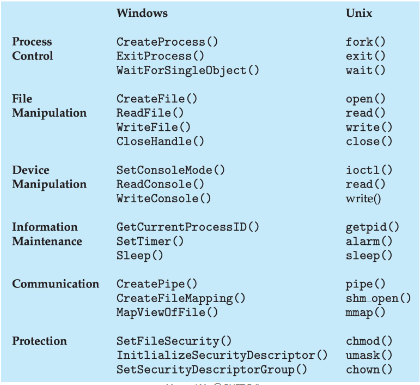 Windows Unix
Process CreateProcess() fork()
Control ExitProcess() exit()
WaitForSingleObject() wait()
File CreateFile() open()
Manipulation ReadFile() read()
WriteFile() write()
CloseHandle() close()
Device SetConsoleMode() ioctl()
Manipulation ReadConsole() read()
WriteConsole() write()
Information GetCurrentProcessID() getpid()
Maintenance SetTimer() alarm()
Sleep() sleep()
Communication CreatePipe() pipe()
CreateFileMapping() shm open()
MapViewOfFile() mmap()
Protection SetFileSecurity() chmod()
InitlializeSecurityDescriptor() umask()
SetSecurityDescriptorGroup() chown()